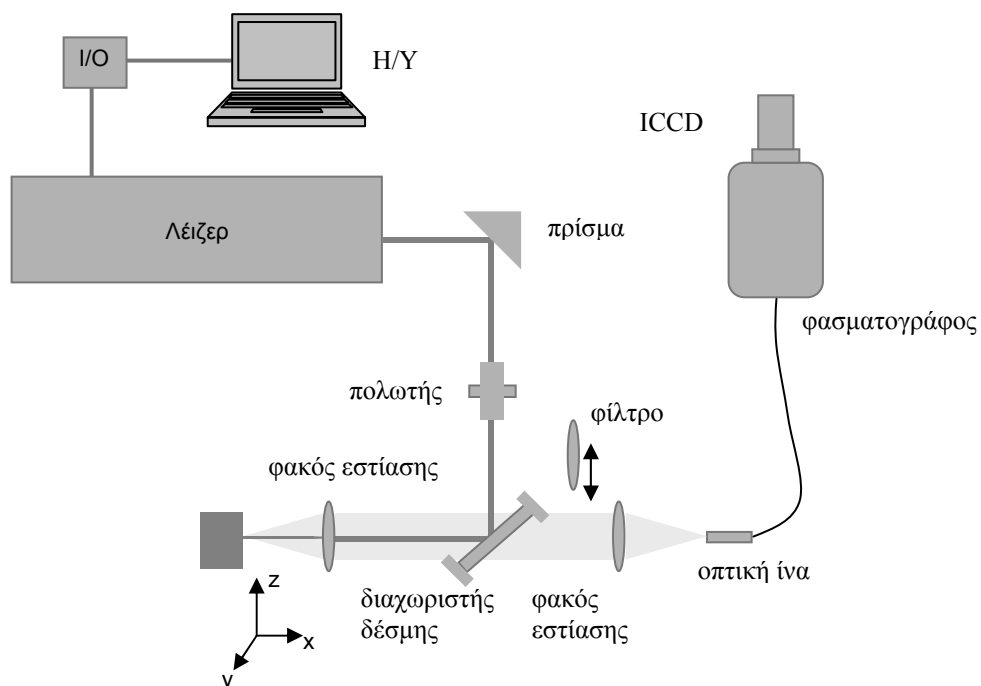 I/O
Η/Υ
ICCD
Λέιζερ
πρίσμα
φασματογράφος
πολωτής
φίλτρο
φακός εστίασης
οπτική ίνα
διαχωριστής
δέσμης
φακός
εστίασης
z
x
y